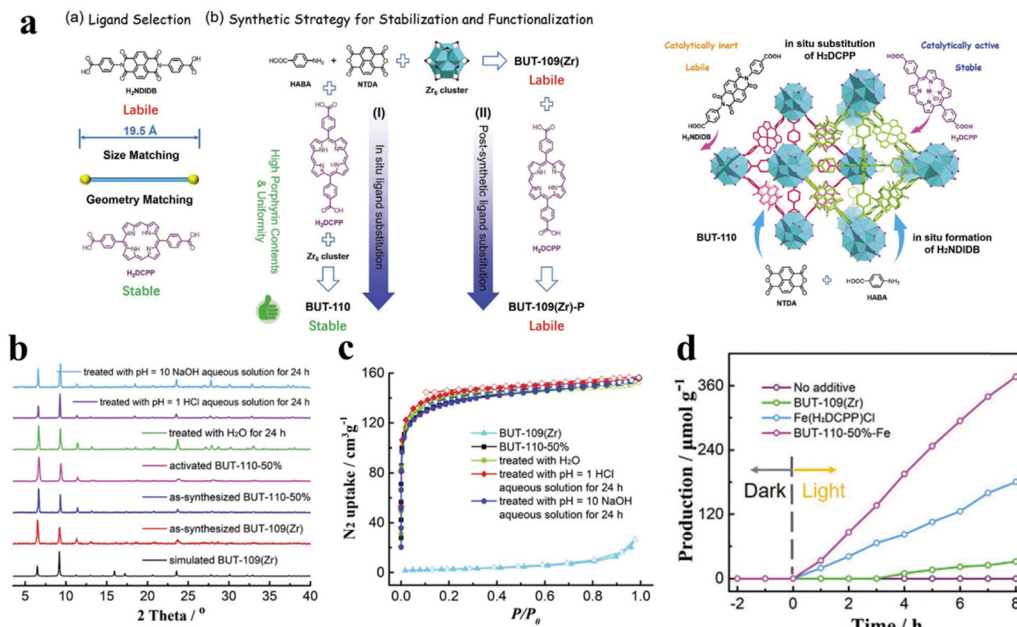 a
(a) Ligand Selection
H₂NDIDB
Labile
19.5 Å
Size Matching
Geometry Matching
H₂DCPP
Stable
(b) Synthetic Strategy for Stabilization and Functionalization
HABA
+
NTDA
Zr₆ cluster
BUT-109(Zr)
Labile
High Porphyrin Contents
& Uniformity
H₂DCPP
Zr₆ cluster
BUT-110
Stable
(I)
In situ ligand substitution
(II)
Post-synthetic ligand substitution
H₂DCPP
BUT-109(Zr)-P
Labile
Catalytically inert
Labile
in situ substitution
of H₂DCPP
Catalytically active
Stable
H₂NDIDB
H₂DCPP
BUT-110
in situ formation
of H₂NDIDB
NTDA
HABA
b
treated with pH = 10 NaOH aqueous solution for 24 h
treated with pH = 1 HCl aqueous solution for 24 h
treated with H₂O for 24 h
activated BUT-110-50%
as-synthesized BUT-110-50%
as-synthesized BUT-109(Zr)
simulated BUT-109(Zr)
5 10 15 20 25 30 35 40
2 Theta / °
c
N₂ uptake / cm³g⁻¹
160
120
80
40
0
BUT-109(Zr)
BUT-110-50%
treated with H₂O
treated with pH = 1 HCl
aqueous solution for 24 h
treated with pH = 10 NaOH
aqueous solution for 24 h
0.0 0.2 0.4 0.6 0.8 1.0
P/P₀
d
Production / μmol g⁻¹
360
240
120
0
No additive
BUT-109(Zr)
Fe(H₂DCPP)Cl
BUT-110-50%-Fe
Dark
Light
-2 0 2 4 6 8
Time / h